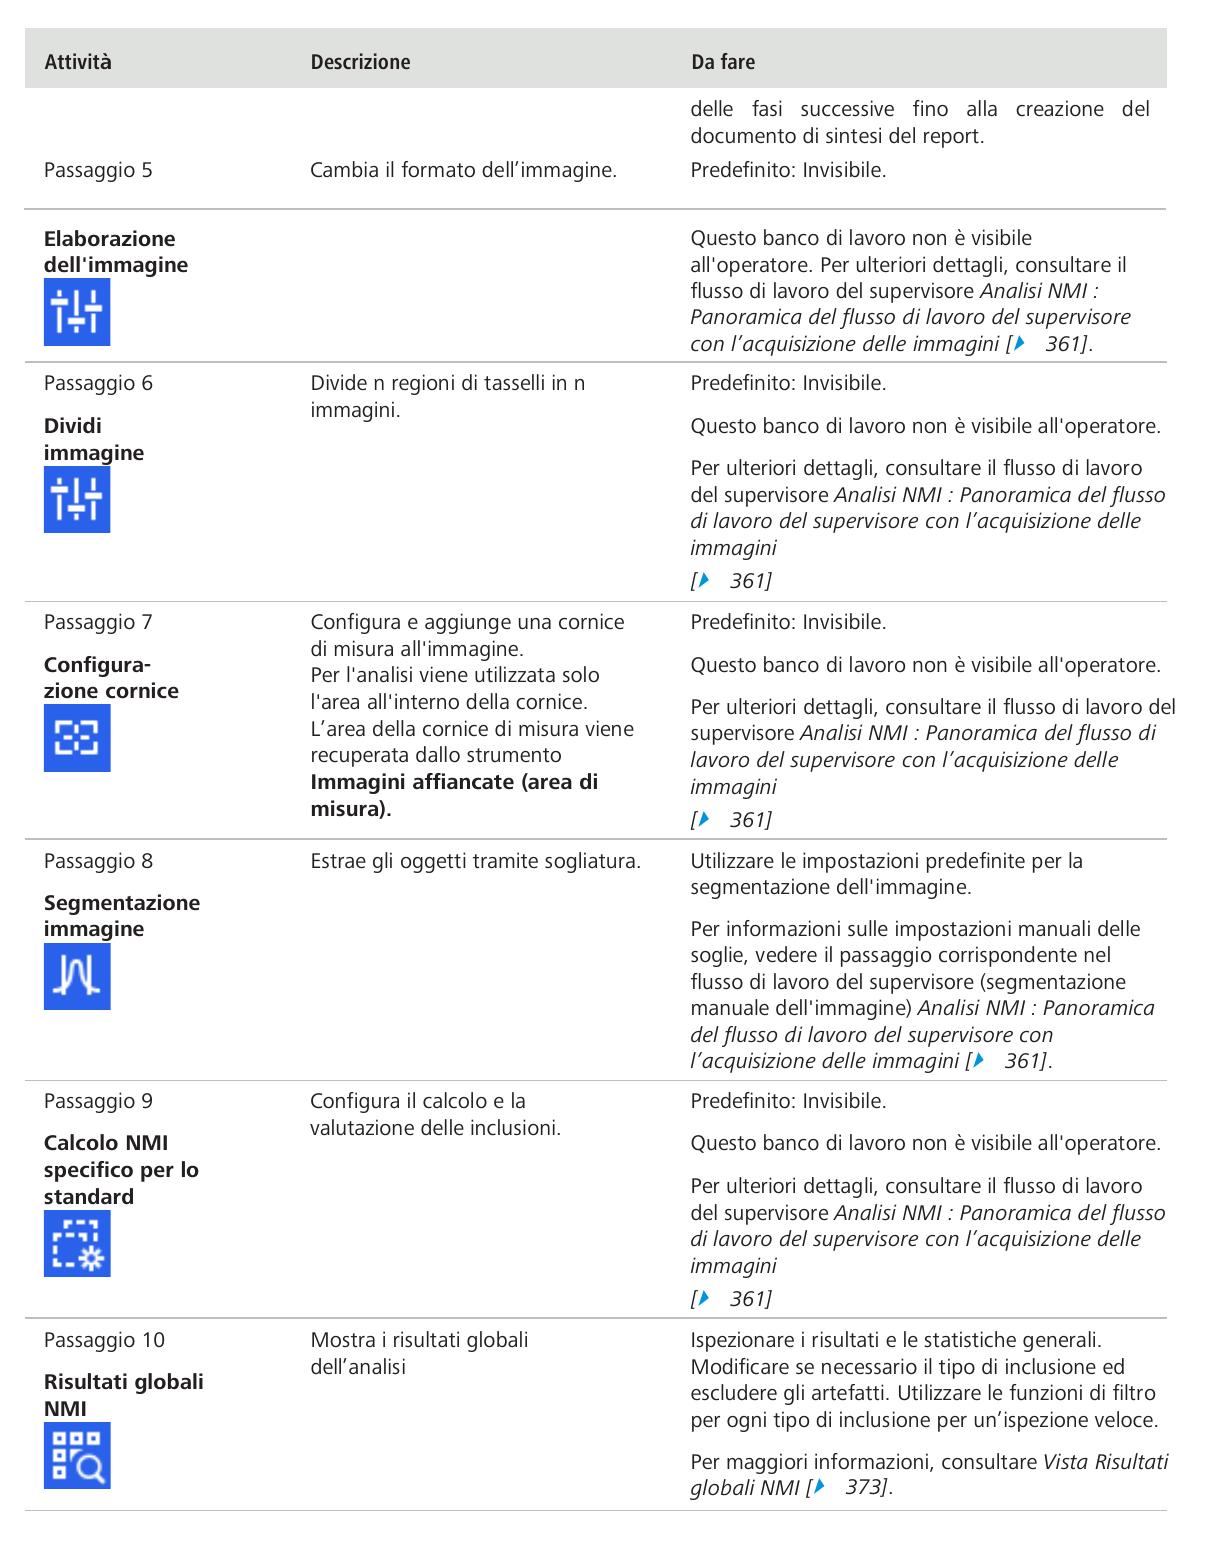 Attività Descrizione Da fare
delle fasi successive fino alla creazione del
documento di sintesi del report.
Passaggio 5 Cambia il formato dell’immagine. Predefinito: Invisibile.
Elaborazione
dell'immagine
Questo banco di lavoro non è visibile
all'operatore. Per ulteriori dettagli, consultare il
flusso di lavoro del supervisore Analisi NMI :
Panoramica del flusso di lavoro del supervisore
con l’acquisizione delle immagini [ 361].
Passaggio 6
Dividi
immagine
Divide n regioni di tasselli in n
immagini.
Predefinito: Invisibile.
Questo banco di lavoro non è visibile all'operatore.
Per ulteriori dettagli, consultare il flusso di lavoro
del supervisore Analisi NMI : Panoramica del flusso
di lavoro del supervisore con l’acquisizione delle
immagini
[ 361]
Passaggio 7
Configura-
zione cornice
Configura e aggiunge una cornice
di misura all'immagine.
Per l'analisi viene utilizzata solo
l'area all'interno della cornice.
L’area della cornice di misura viene
recuperata dallo strumento
Immagini affiancate (area di
misura).
Predefinito: Invisibile.
Questo banco di lavoro non è visibile all'operatore.
Per ulteriori dettagli, consultare il flusso di lavoro del
supervisore Analisi NMI : Panoramica del flusso di
lavoro del supervisore con l’acquisizione delle
immagini
[ 361]
Passaggio 8
Segmentazione
immagine
Estrae gli oggetti tramite sogliatura.
Utilizzare le impostazioni predefinite per la
segmentazione dell'immagine.
Per informazioni sulle impostazioni manuali delle
soglie, vedere il passaggio corrispondente nel
flusso di lavoro del supervisore (segmentazione
manuale dell'immagine) Analisi NMI : Panoramica
del flusso di lavoro del supervisore con
l’acquisizione delle immagini [ 361].
Passaggio 9
Calcolo NMI
specifico per lo
standard
Configura il calcolo e la
valutazione delle inclusioni.
Predefinito: Invisibile.
Questo banco di lavoro non è visibile all'operatore.
Per ulteriori dettagli, consultare il flusso di lavoro
del supervisore Analisi NMI : Panoramica del flusso
di lavoro del supervisore con l’acquisizione delle
immagini
[ 361]
Passaggio 10
Risultati globali
NMI
Mostra i risultati globali
dell’analisi
Ispezionare i risultati e le statistiche generali.
Modificare se necessario il tipo di inclusione ed
escludere gli artefatti. Utilizzare le funzioni di filtro
per ogni tipo di inclusione per un’ispezione veloce.
Per maggiori informazioni, consultare Vista Risultati
globali NMI [ 373].